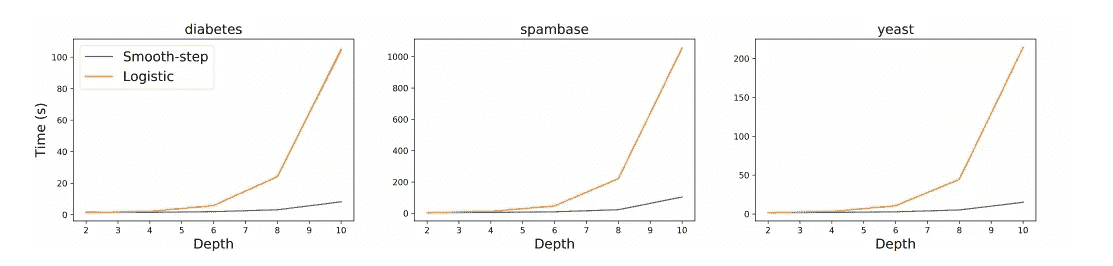 diabetes
Smooth-step
Logistic
100
80
60
40
20
0
Time (s)
2 3 4 5 6 7 8 9 10
Depth
spambase
1000
800
600
400
200
0
2 3 4 5 6 7 8 9 10
Depth
yeast
200
150
100
50
0
2 3 4 5 6 7 8 9 10
Depth